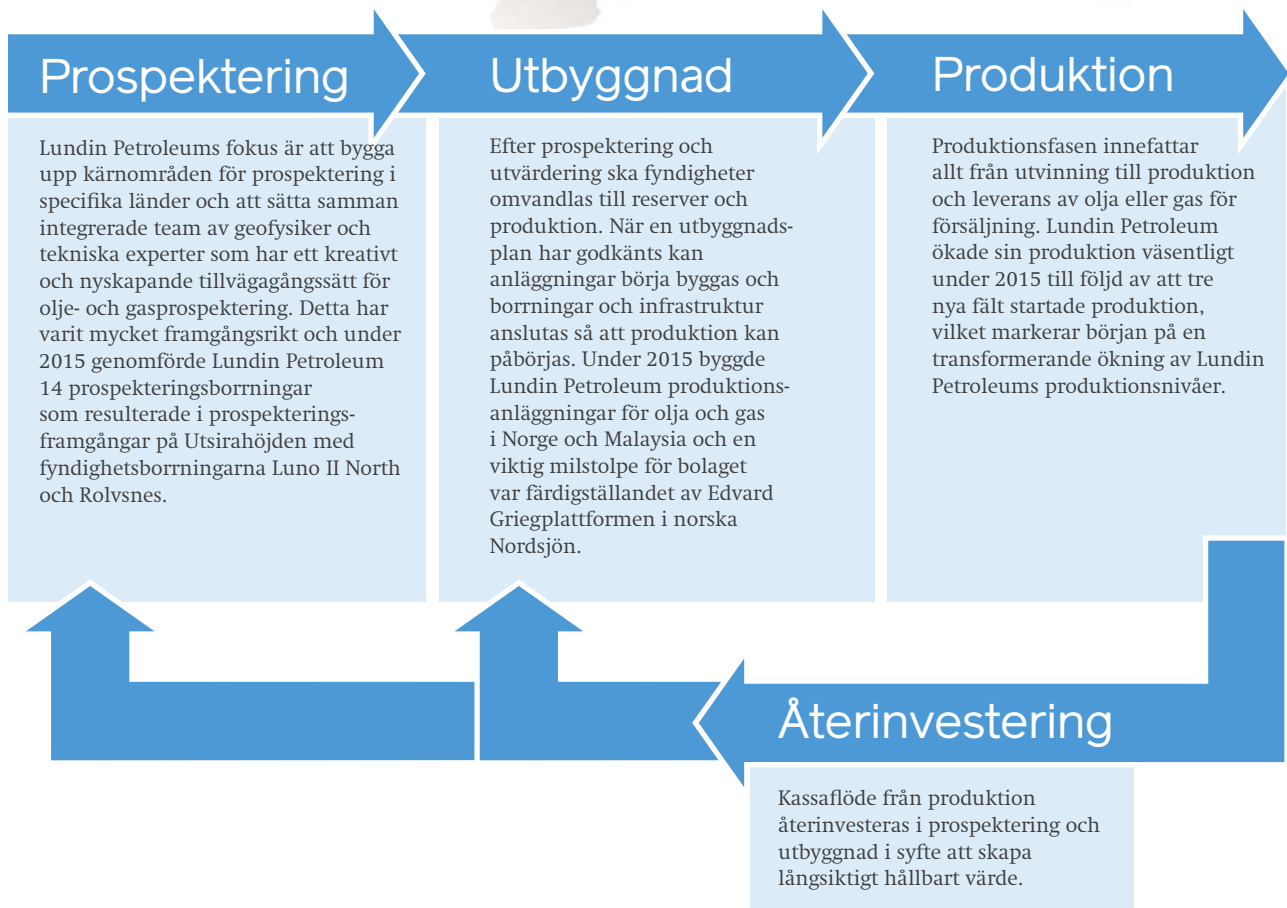 Prospektering
Lundin Petroleums fokus är att bygga
upp kärnområden för prospektering i
specifika länder och att sätta samman
integrerade team av geofysiker och
tekniska experter som har ett kreativt
och nyskapande tillvägagångssätt för
olje- och gasprospektering. Detta har
varit mycket framgångsrikt och under
2015 genomförde Lundin Petroleum
14 prospekteringsborrningar
som resulterade i prospekterings-
framgångar på Utsirahöjden med
fyndighetsborrningarna Luno II North
och Rolvsnes.
Utbyggnad
Efter prospektering och
utvärdering ska fyndigheter
omvandlas till reserver och
produktion. När en utbyggnads-
plan har godkänts kan
anläggningar börja byggas och
borrningar och infrastruktur
anslutas så att produktion kan
påbörjas. Under 2015 byggde
Lundin Petroleum produktions-
anläggningar för olja och gas
i Norge och Malaysia och en
viktig milstolpe för bolaget
var färdigställandet av Edvard
Griegplattformen i norska
Nordsjön.
Produktion
Produktionsfasen innefattar
allt från utvinning till produktion
och leverans av olja eller gas för
försäljning. Lundin Petroleum
ökade sin produktion väsentligt
under 2015 till följd av att tre
nya fält startade produktion,
vilket markerar början på en
transformerande ökning av Lundin
Petroleums produktionsnivåer.
Återinvestering
Kassaflöde från produktion
återinvesteras i prospektering och
utbyggnad i syfte att skapa
långsiktigt hållbart värde.